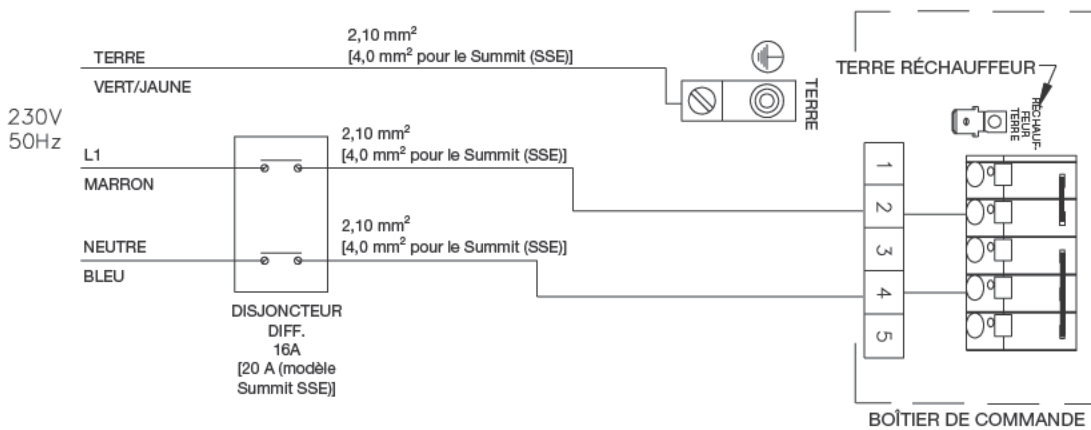 230V
50Hz
TERRE
VERT/JAUNE
2,10 mm²
[4,0 mm² pour le Summit (SSE)]
TERRE
L1
MARRON
2,10 mm²
[4,0 mm² pour le Summit (SSE)]
NEUTRE
BLEU
2,10 mm²
[4,0 mm² pour le Summit (SSE)]
DISJONCTEUR
DIFF.
16A
[20 A (modèle
Summit SSE)]
TERRE RÉCHAUFFEUR
RÉCHAUF-
FEUR
TERRE
1
2
3
4
5
BOÎTIER DE COMMANDE